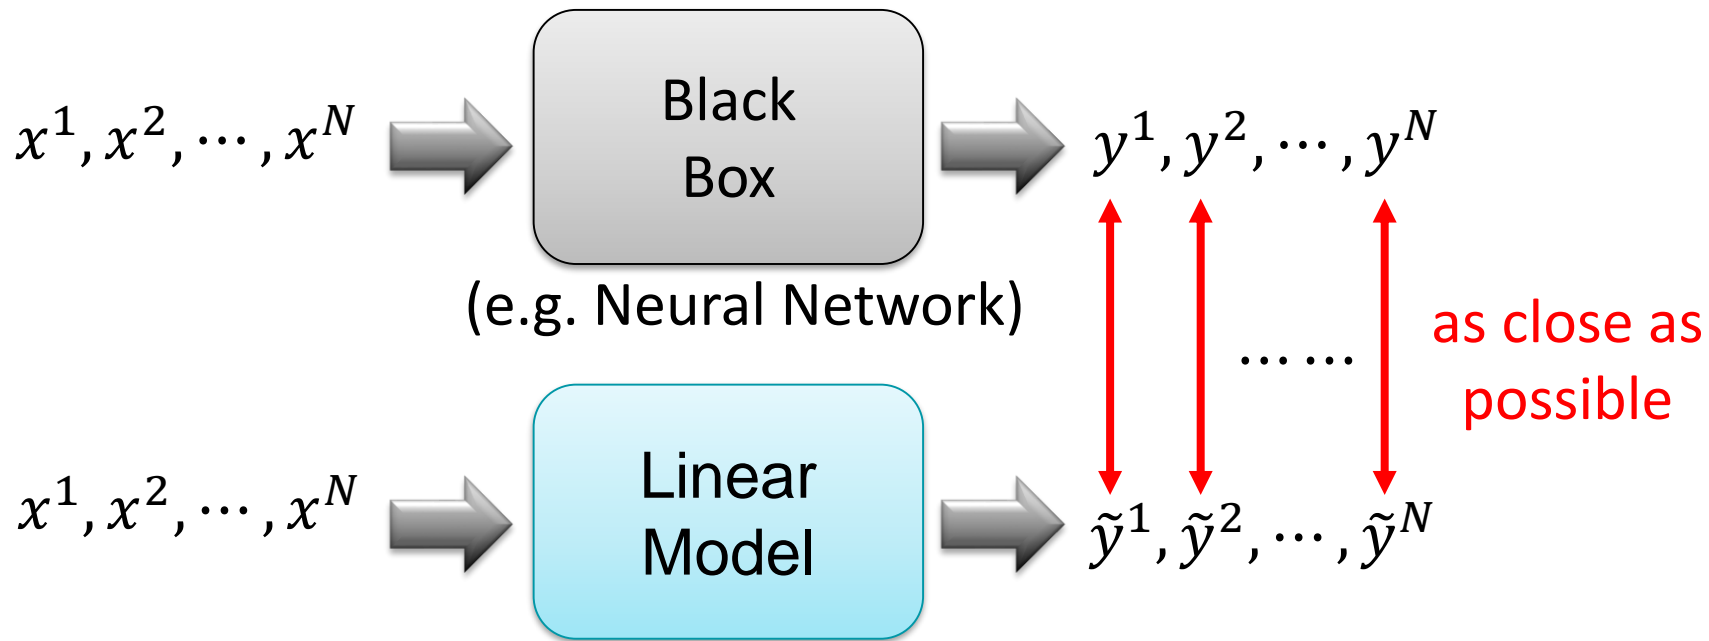 x¹, x², ⋯, xᴺ
Black
Box
y¹, y², ⋯, yᴺ
(e.g. Neural Network)
as close as
possible
⋯⋯
x¹, x², ⋯, xᴺ
Linear
Model
ỹ¹, ỹ², ⋯, ỹᴺ